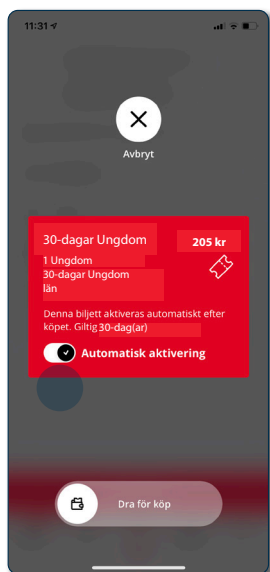 11:31
Avbryt
30-dagar Ungdom
205 kr
1 Ungdom
30-dagar Ungdom
län
Denna biljett aktiveras automatiskt efter
köpet. Giltig 30-dag(ar)
Automatisk aktivering
Dra för köp